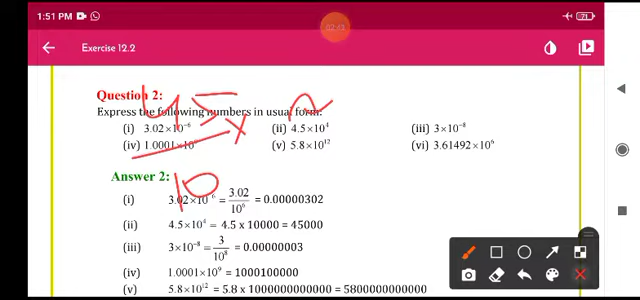 1:51 PM
71
02:41
Exercise 12.2
Question 2:
Express the following numbers in usual form.
(i) 3.02×10⁻⁶ (ii) 4.5×10⁴ (iii) 3×10⁻⁸
(iv) 1.0001×10⁹ (v) 5.8×10¹² (vi) 3.61492×10⁶
Answer 2:
(i) 3.02×10⁻⁶ = 3.02/10⁶ = 0.00000302
(ii) 4.5×10⁴ = 4.5 x 10000 = 45000
(iii) 3×10⁻⁸ = 3/10⁸ = 0.00000003
(iv) 1.0001×10⁹ = 1000100000
(v) 5.8×10¹² = 5.8 x 1000000000000 = 5800000000000
10